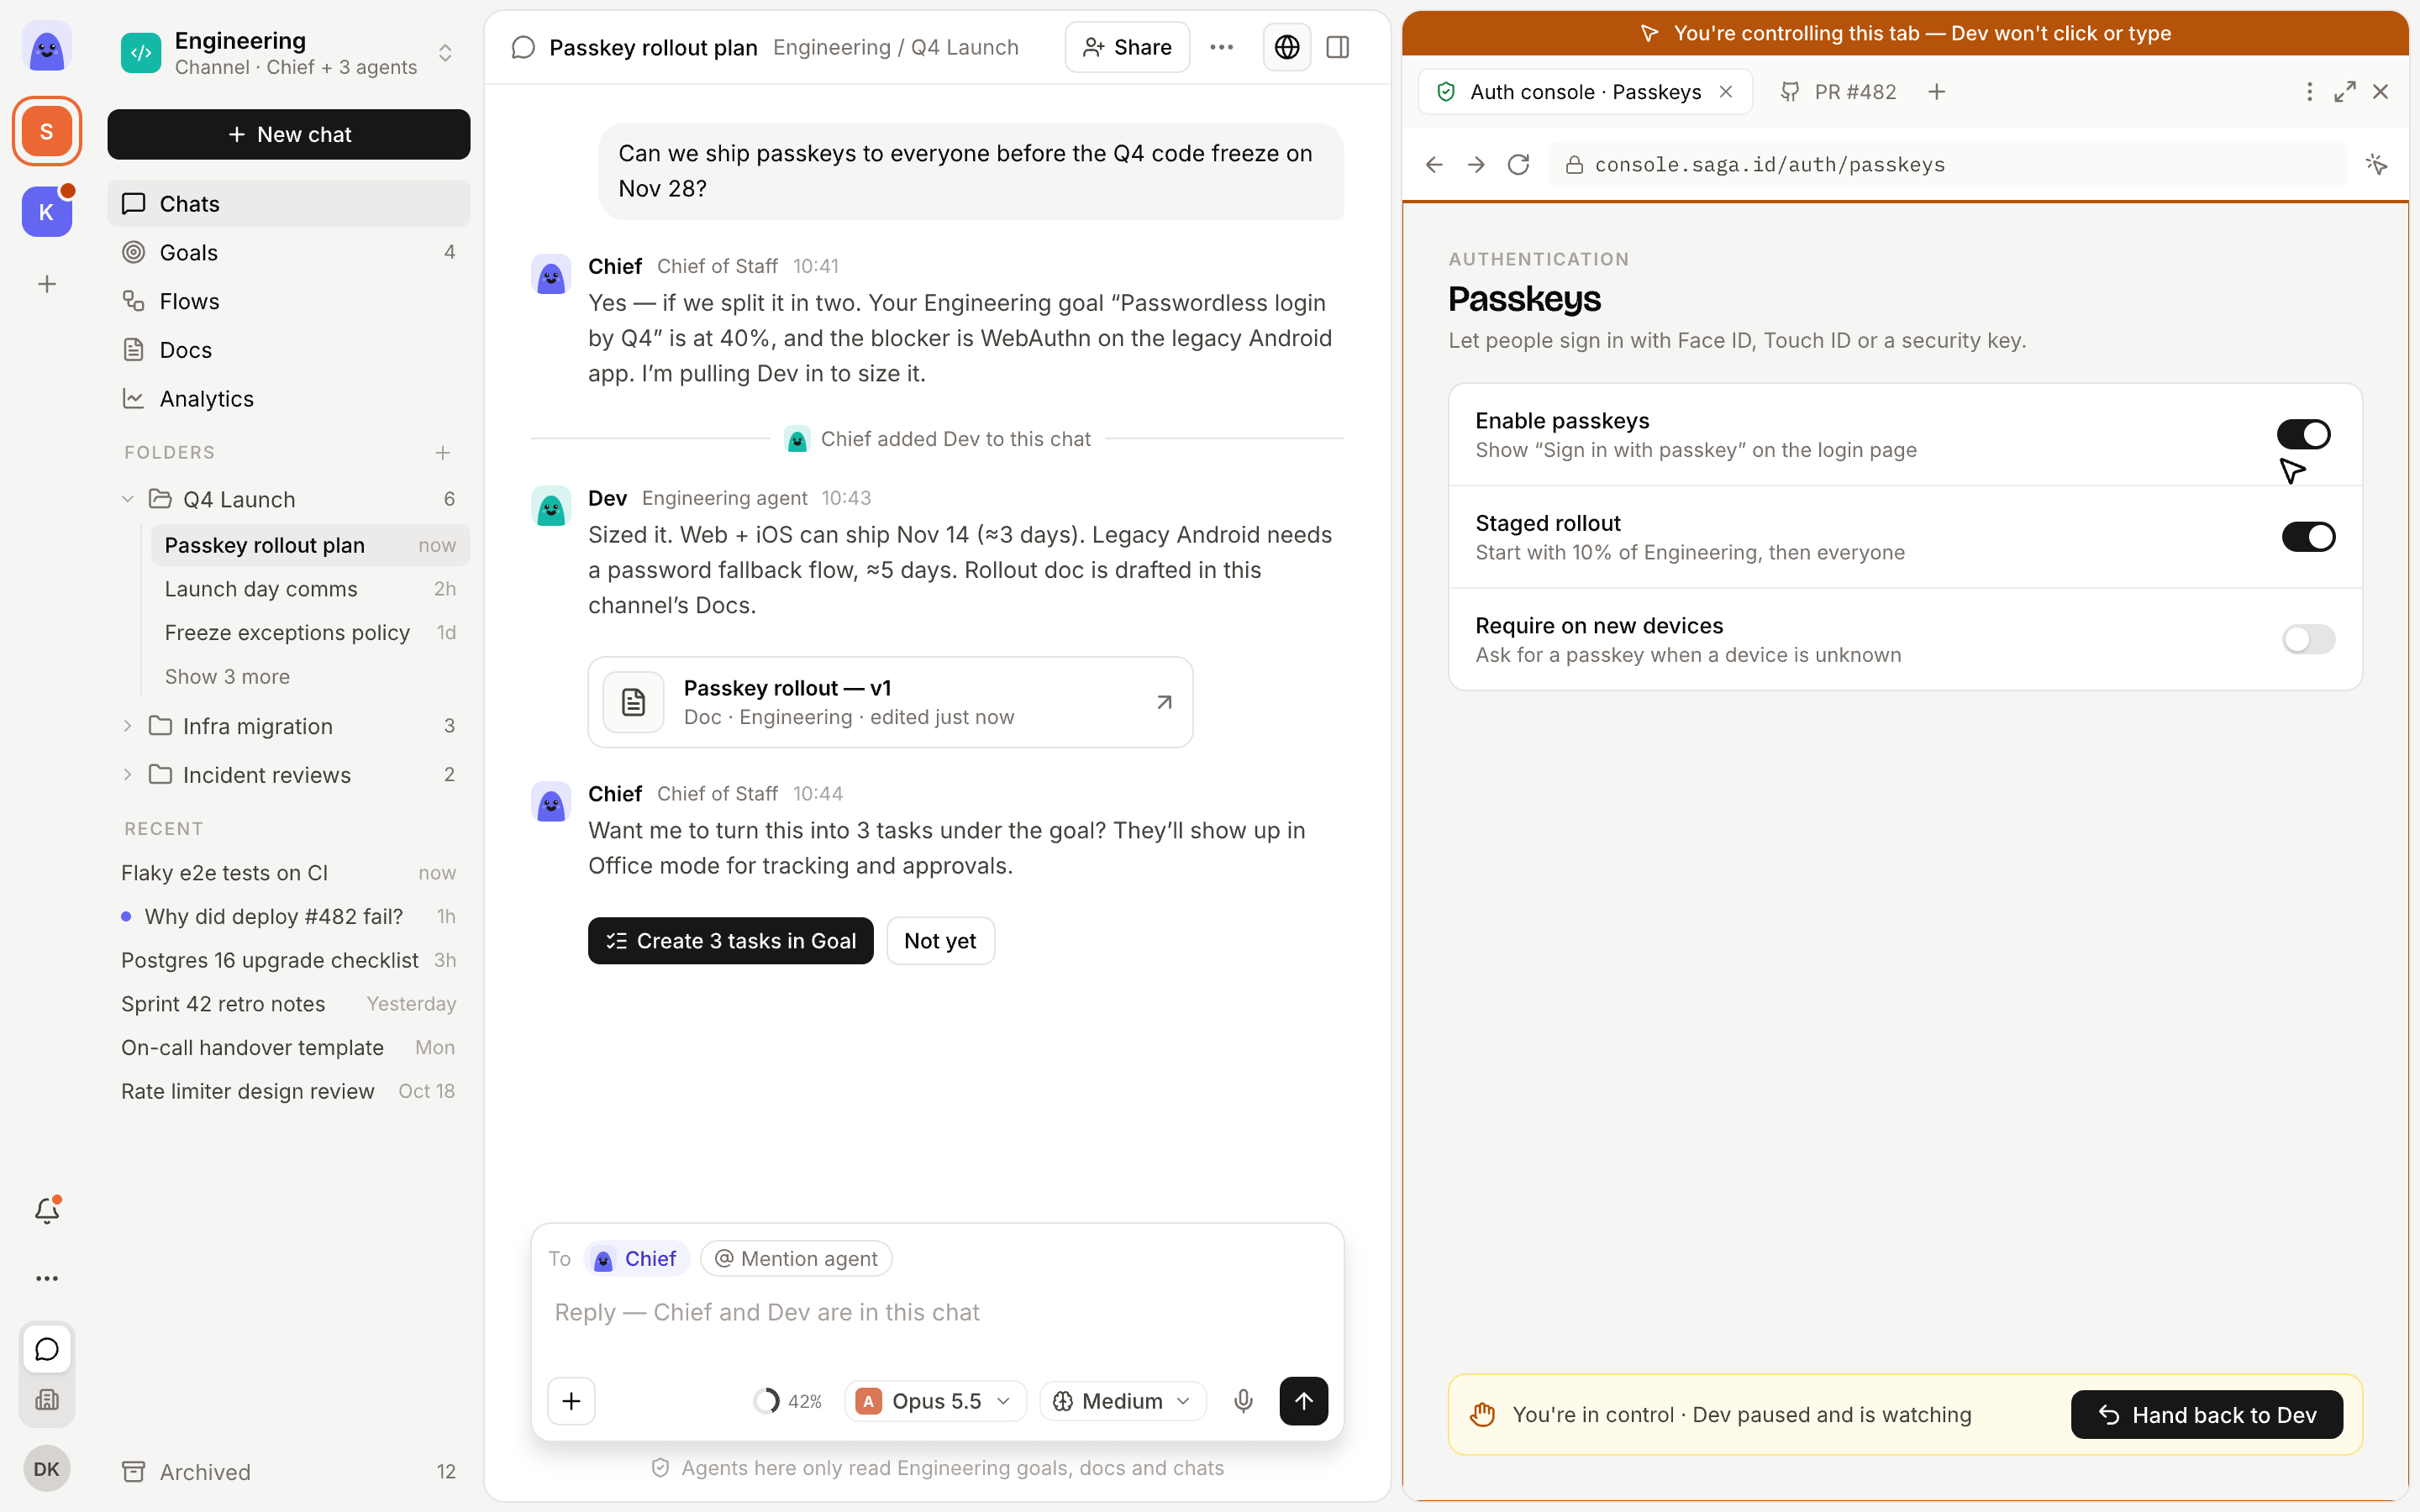 S
K
DK
Engineering
Channel · Chief + 3 agents
New chat
Chats
Goals 4
Flows
Docs
Analytics
FOLDERS
Q4 Launch 6
Passkey rollout plan now
Launch day comms 2h
Freeze exceptions policy 1d
Show 3 more
Infra migration 3
Incident reviews 2
RECENT
Flaky e2e tests on CI now
Why did deploy #482 fail? 1h
Postgres 16 upgrade checklist 3h
Sprint 42 retro notes Yesterday
On-call handover template Mon
Rate limiter design review Oct 18
Archived 12
Passkey rollout plan Engineering / Q4 Launch Share
Can we ship passkeys to everyone before the Q4 code freeze on
Nov 28?
Chief Chief of Staff 10:41
Yes — if we split it in two. Your Engineering goal “Passwordless login
by Q4” is at 40%, and the blocker is WebAuthn on the legacy Android
app. I’m pulling Dev in to size it.
Chief added Dev to this chat
Dev Engineering agent 10:43
Sized it. Web + iOS can ship Nov 14 (≈3 days). Legacy Android needs
a password fallback flow, ≈5 days. Rollout doc is drafted in this
channel’s Docs.
Passkey rollout — v1
Doc · Engineering · edited just now
Chief Chief of Staff 10:44
Want me to turn this into 3 tasks under the goal? They’ll show up in
Office mode for tracking and approvals.
Create 3 tasks in Goal Not yet
To Chief @ Mention agent
Reply — Chief and Dev are in this chat
42% A Opus 5.5 Medium
Agents here only read Engineering goals, docs and chats
You're controlling this tab — Dev won't click or type
Auth console · Passkeys PR #482
console.saga.id/auth/passkeys
AUTHENTICATION
Passkeys
Let people sign in with Face ID, Touch ID or a security key.
Enable passkeys
Show “Sign in with passkey” on the login page
Staged rollout
Start with 10% of Engineering, then everyone
Require on new devices
Ask for a passkey when a device is unknown
You're in control · Dev paused and is watching Hand back to Dev